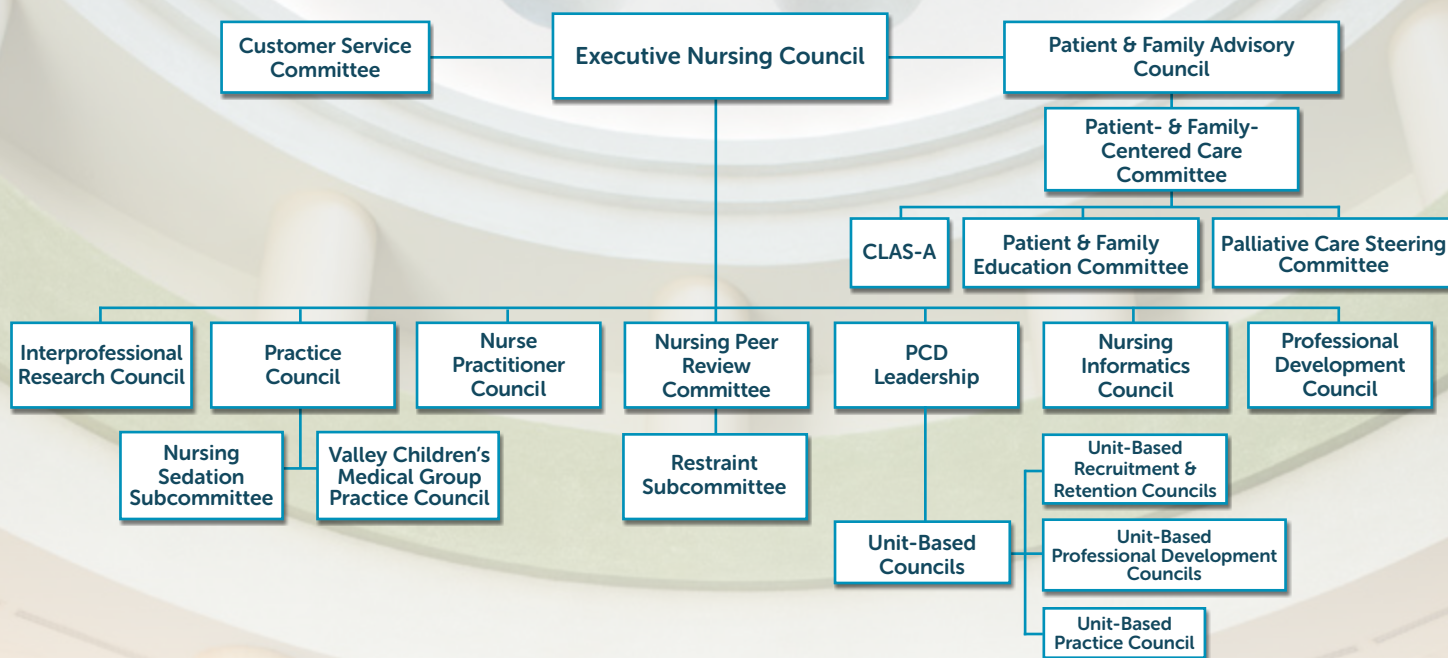 Customer Service
Committee
Executive Nursing Council
Patient & Family Advisory
Council
Patient- & Family-
Centered Care
Committee
CLAS-A
Patient & Family
Education Committee
Palliative Care Steering
Committee
Interprofessional
Research Council
Practice
Council
Nurse
Practitioner
Council
Nursing Peer
Review
Committee
PCD
Leadership
Nursing
Informatics
Council
Professional
Development
Council
Nursing
Sedation
Subcommittee
Valley Children’s
Medical Group
Practice Council
Restraint
Subcommittee
Unit-Based
Councils
Unit-Based
Recruitment &
Retention Councils
Unit-Based
Professional Development
Councils
Unit-Based
Practice Council